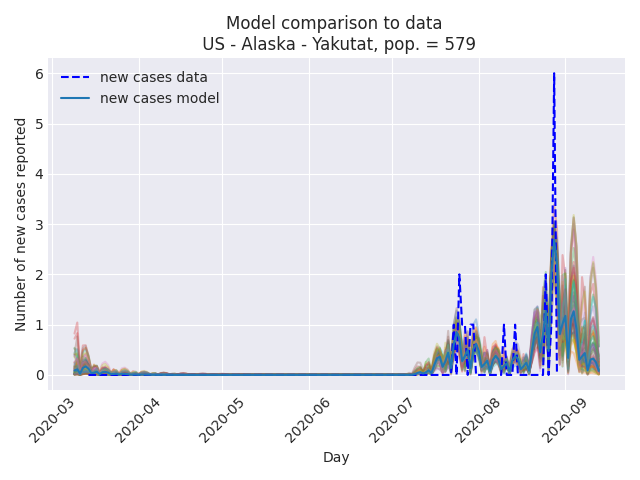 Model comparison to data
US - Alaska - Yakutat, pop. = 579
new cases data
new cases model
Number of new cases reported
6
5
4
3
2
1
0
2020-03
2020-04
2020-05
2020-06
2020-07
2020-08
2020-09
Day